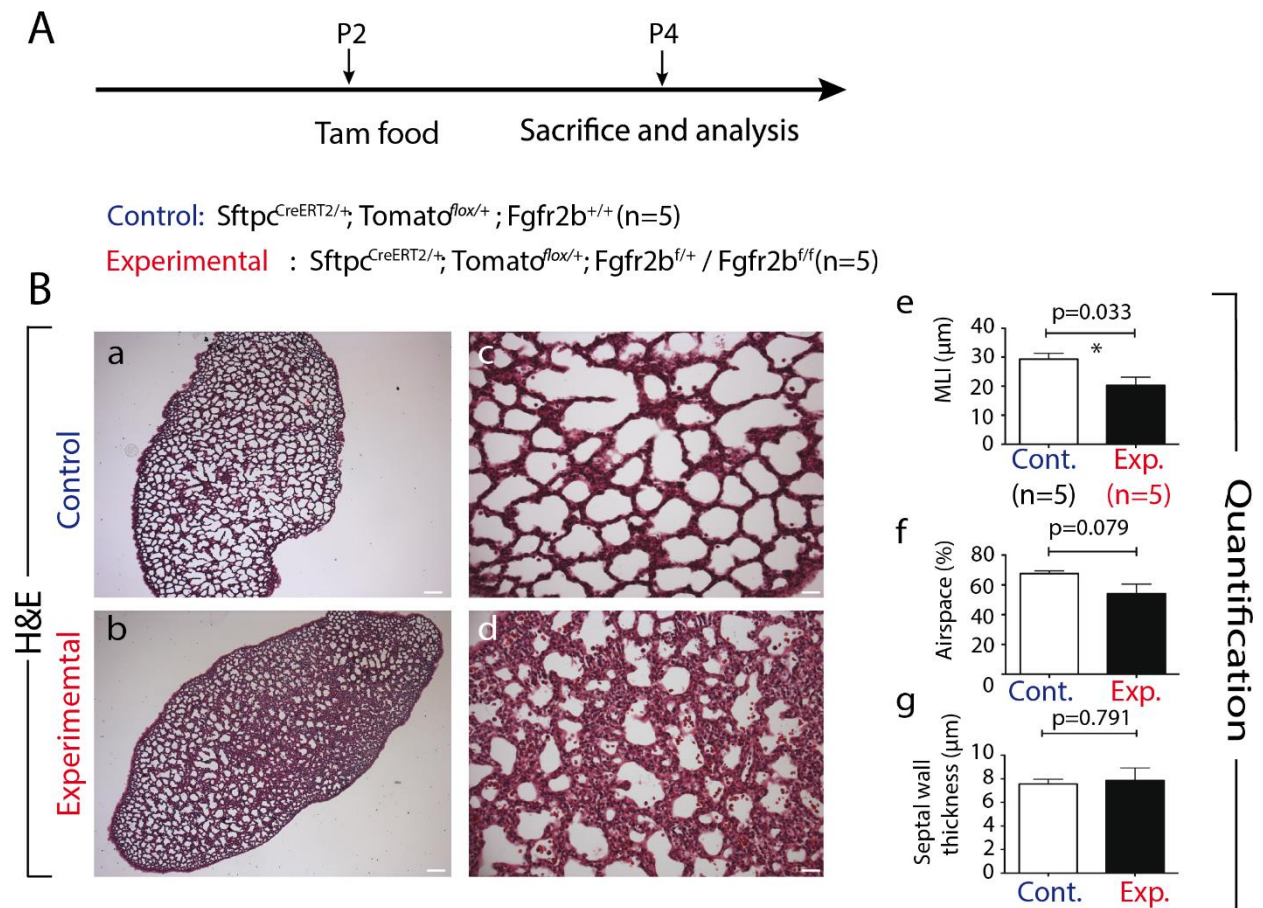 A
P2
P4
Tam food
Sacrifice and analysis
Control: Sftpc^CreERT2/+; Tomato^flox/+ ; Fgfr2b^+/+ (n=5)
Experimental : Sftpc^CreERT2/+; Tomato^flox/+; Fgfr2b^f/+ / Fgfr2b^f/f (n=5)
B
H&E
Control
Experimemtal
a
b
c
d
e
p=0.033
*
MLI (µm)
40
30
20
10
0
Cont.
Exp.
(n=5)
(n=5)
f
p=0.079
Airspace (%)
80
60
40
20
0
Cont.
Exp.
g
p=0.791
Septal wall
thickness (µm)
10
8
6
4
2
0
Cont.
Exp.
Quantification